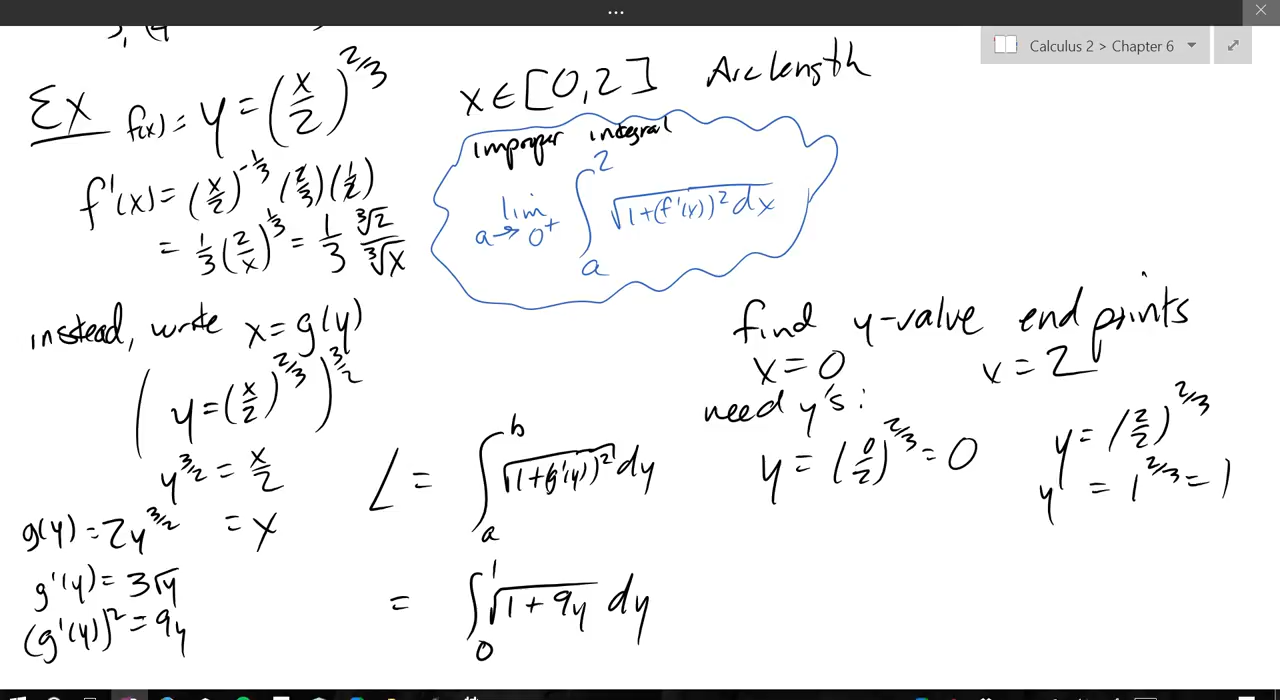 ...
Calculus 2 > Chapter 6
Ex f(x) = y = (x/2)^{2/3} x ∈ [0,2] Arc length
f'(x) = (x/2)^{-1/3} (2/3)(1/2)
= 1/3 (2/x)^{1/3} = 1/3 ∛2/∛x
improper integral
lim a→0⁺ ∫_a^2 √(1+(f'(x))²) dx
instead, write x = g(y)
(y = (x/2)^{2/3})^{3/2}
y^{3/2} = x/2
g(y) = 2y^{3/2} = x
g'(y) = 3√y
(g'(y))² = 9y
L = ∫_a^b √(1+(g'(y))²) dy
= ∫_0^1 √(1+9y) dy
find y-value end points
x = 0 x = 2
need y's:
y = (0/2)^{2/3} = 0
y = (2/2)^{2/3}
y = 1^{2/3} = 1